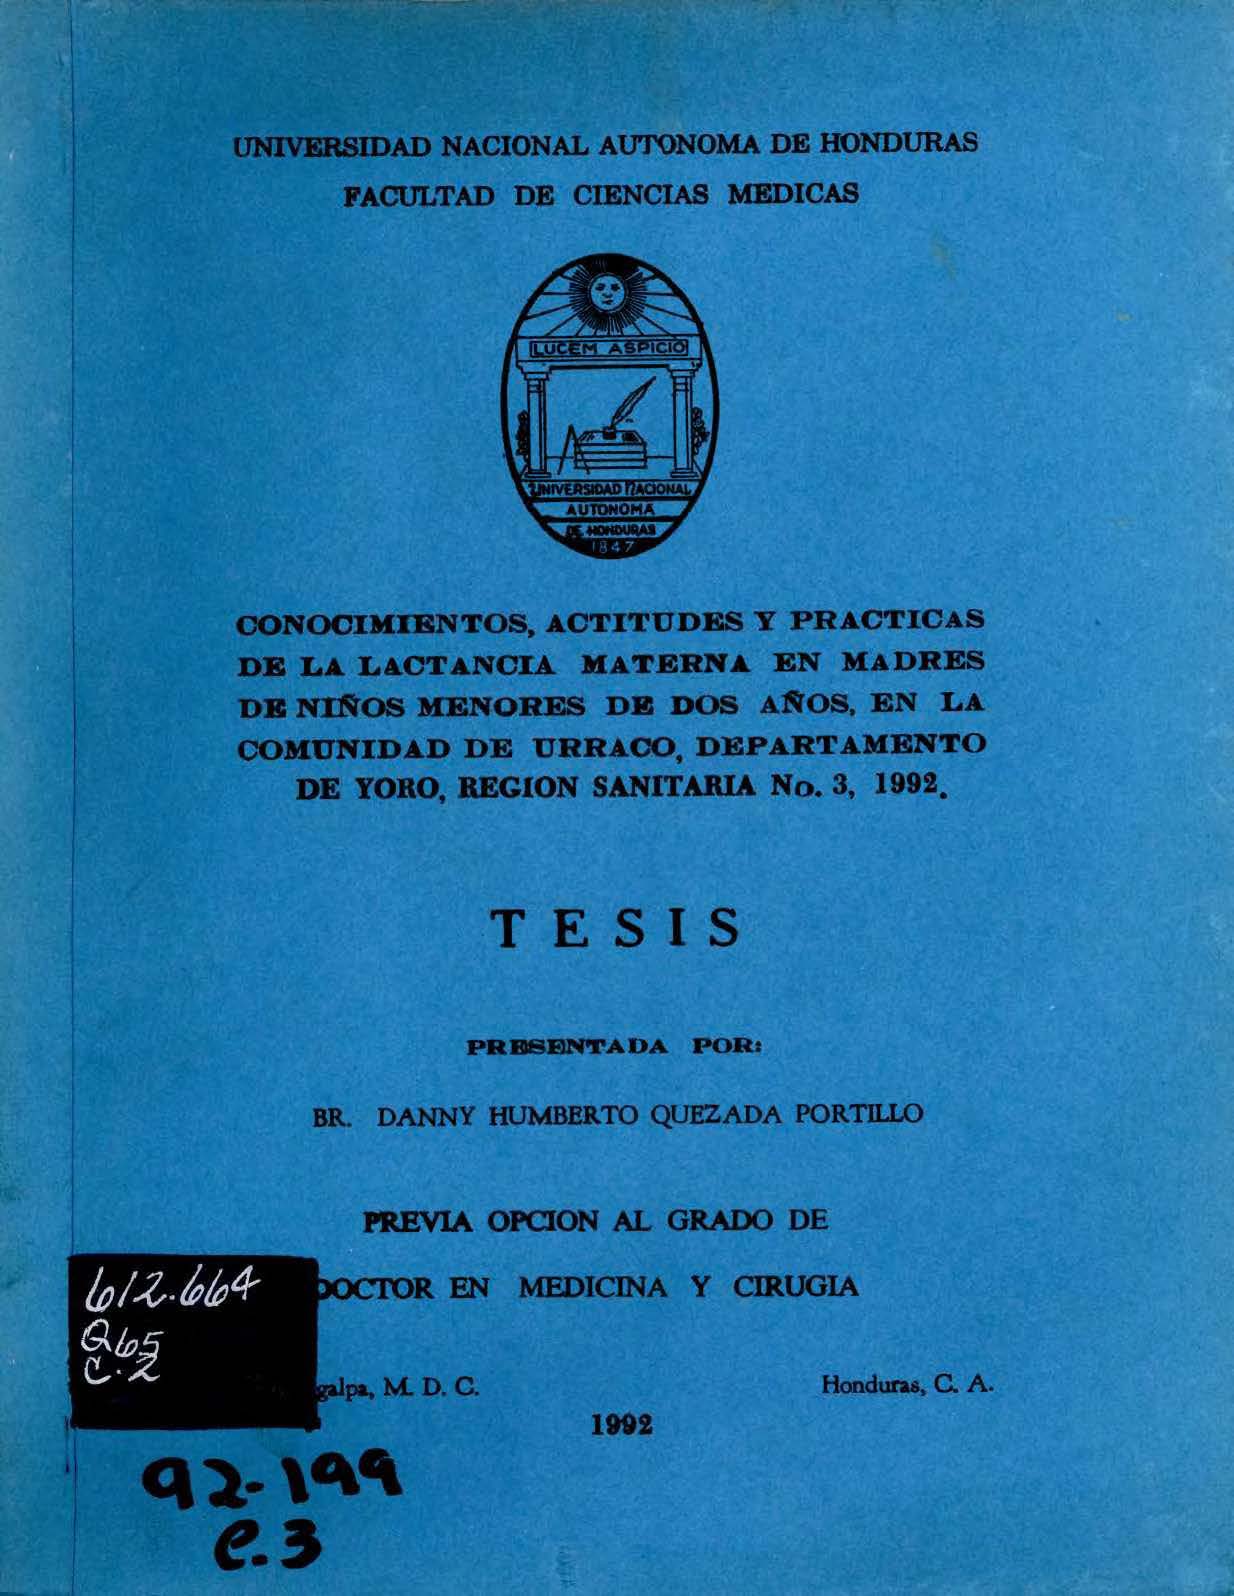 UNIVERSIDAD NACIONAL AUTONOMA DE HONDURAS
FACULTAD DE CIENCIAS MEDICAS
LUCEM ASPICIO
UNIVERSIDAD NACIONAL
AUTONOMA
DE HONDURAS
1847
CONOCIMIENTOS, ACTITUDES Y PRACTICAS
DE LA LACTANCIA MATERNA EN MADRES
DE NIÑOS MENORES DE DOS AÑOS, EN LA
COMUNIDAD DE URRACO, DEPARTAMENTO
DE YORO, REGION SANITARIA No. 3, 1992.
TESIS
PRESENTADA POR:
BR. DANNY HUMBERTO QUEZADA PORTILLO
PREVIA OPCION AL GRADO DE
DOCTOR EN MEDICINA Y CIRUGIA
612.664
Q65
C.2
galpa, M. D. C. Honduras, C. A.
1992
92-199
C.3